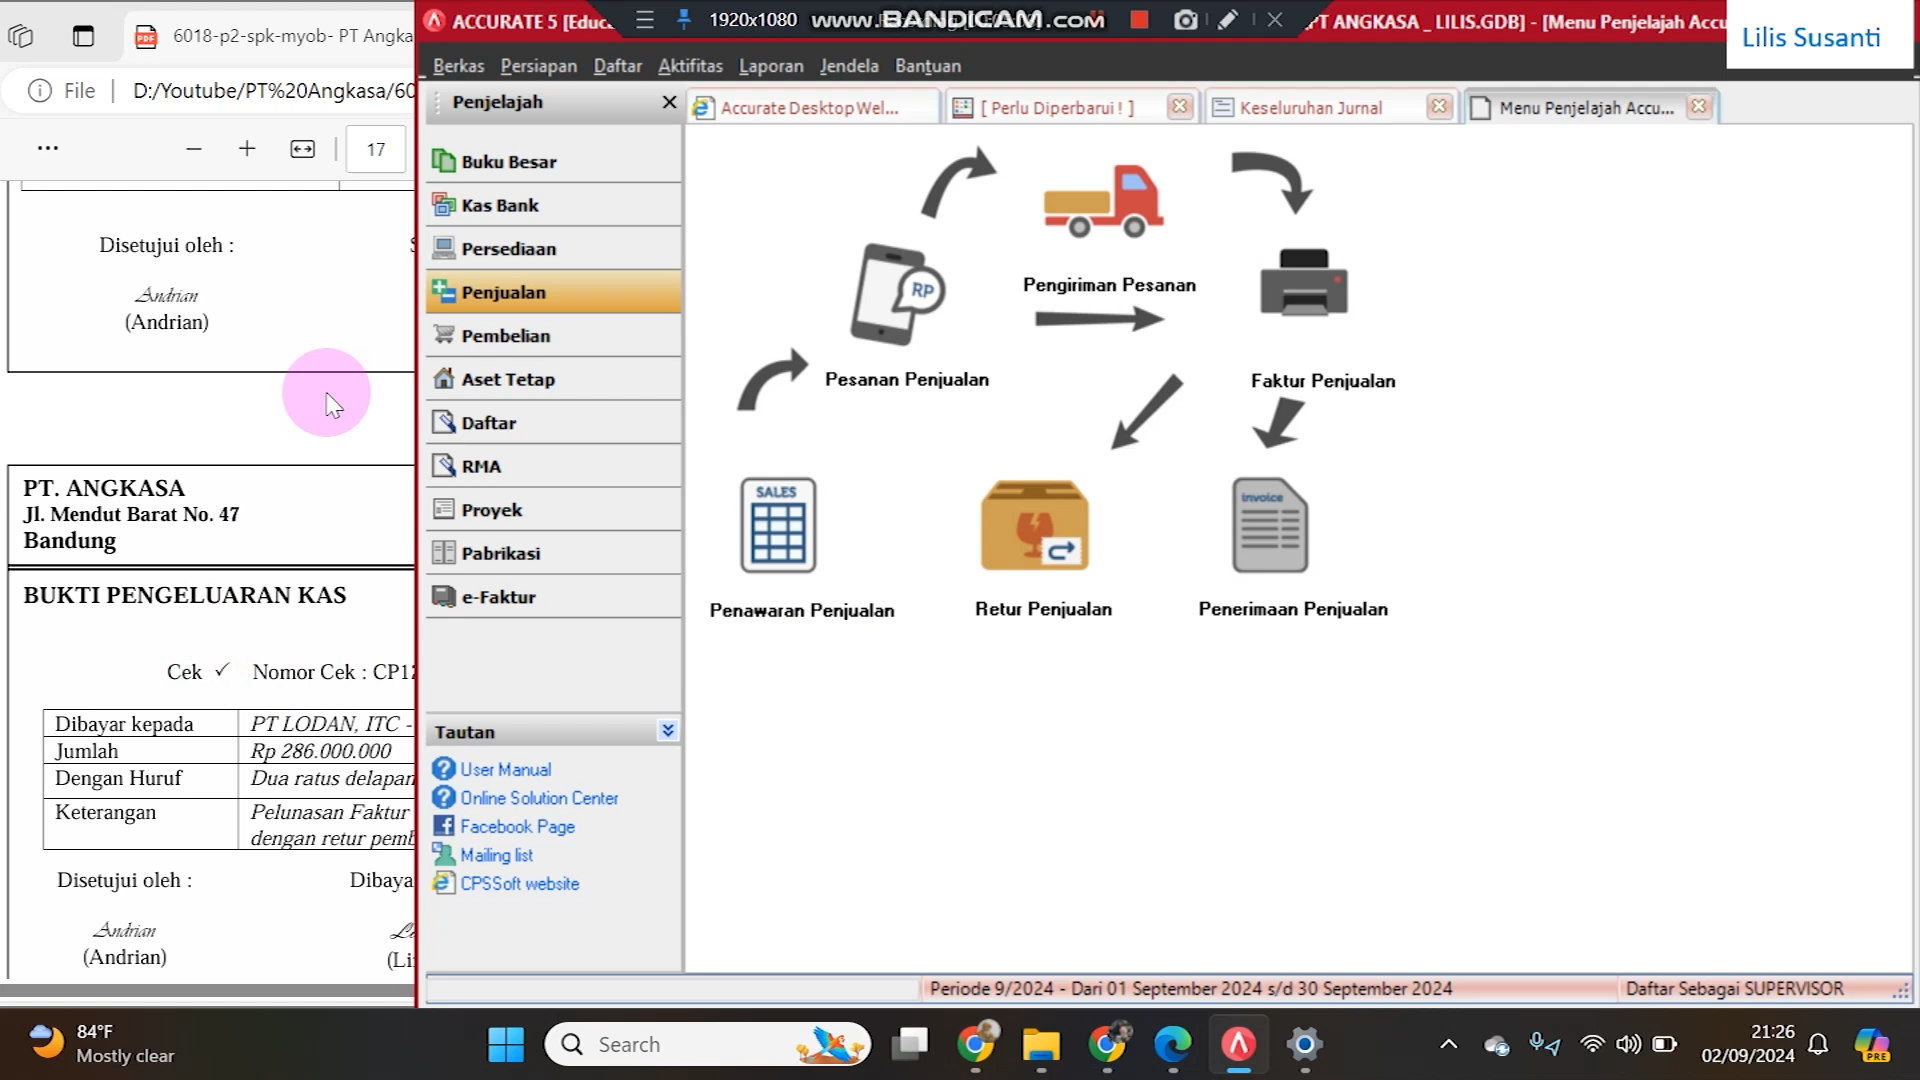 6018-p2-spk-myob- PT Angka
File
D:/Youtube/PT%20Angkasa/60
17
Disetujui oleh :
Andrian
(Andrian)
PT. ANGKASA
Jl. Mendut Barat No. 47
Bandung
BUKTI PENGELUARAN KAS
Cek ✓ Nomor Cek : CP12
Dibayar kepada PT LODAN, ITC -
Jumlah Rp 286.000.000
Dengan Huruf Dua ratus delapan
Keterangan Pelunasan Faktur
dengan retur pemb
Disetujui oleh : Dibaya
Andrian
(Andrian) (Li
ACCURATE 5 [Educ
1920x1080
www.BANDICAM.com
PT ANGKASA _ LILIS.GDB] - [Menu Penjelajah Accu
Lilis Susanti
Berkas Persiapan Daftar Aktifitas Laporan Jendela Bantuan
Penjelajah
Accurate Desktop Wel...
[ Perlu Diperbarui ! ]
Keseluruhan Jurnal
Menu Penjelajah Accu...
Buku Besar
Kas Bank
Persediaan
Penjualan
Pembelian
Aset Tetap
Daftar
RMA
Proyek
Pabrikasi
e-Faktur
RP
Pengiriman Pesanan
Pesanan Penjualan
Faktur Penjualan
SALES
invoice
Penawaran Penjualan
Retur Penjualan
Penerimaan Penjualan
Tautan
User Manual
Online Solution Center
Facebook Page
Mailing list
CPSSoft website
Periode 9/2024 - Dari 01 September 2024 s/d 30 September 2024
Daftar Sebagai SUPERVISOR
84°F
Mostly clear
Search
21:26
02/09/2024
PRE